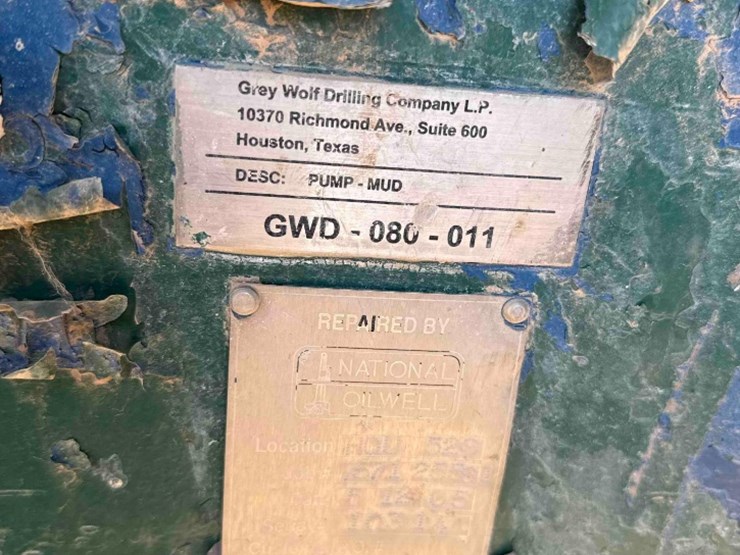 Grey Wolf Drilling Company L.P.
10370 Richmond Ave., Suite 600
Houston, Texas
DESC: PUMP - MUD
GWD - 080 - 011
REPAIRED BY
NATIONAL
OILWELL
Location